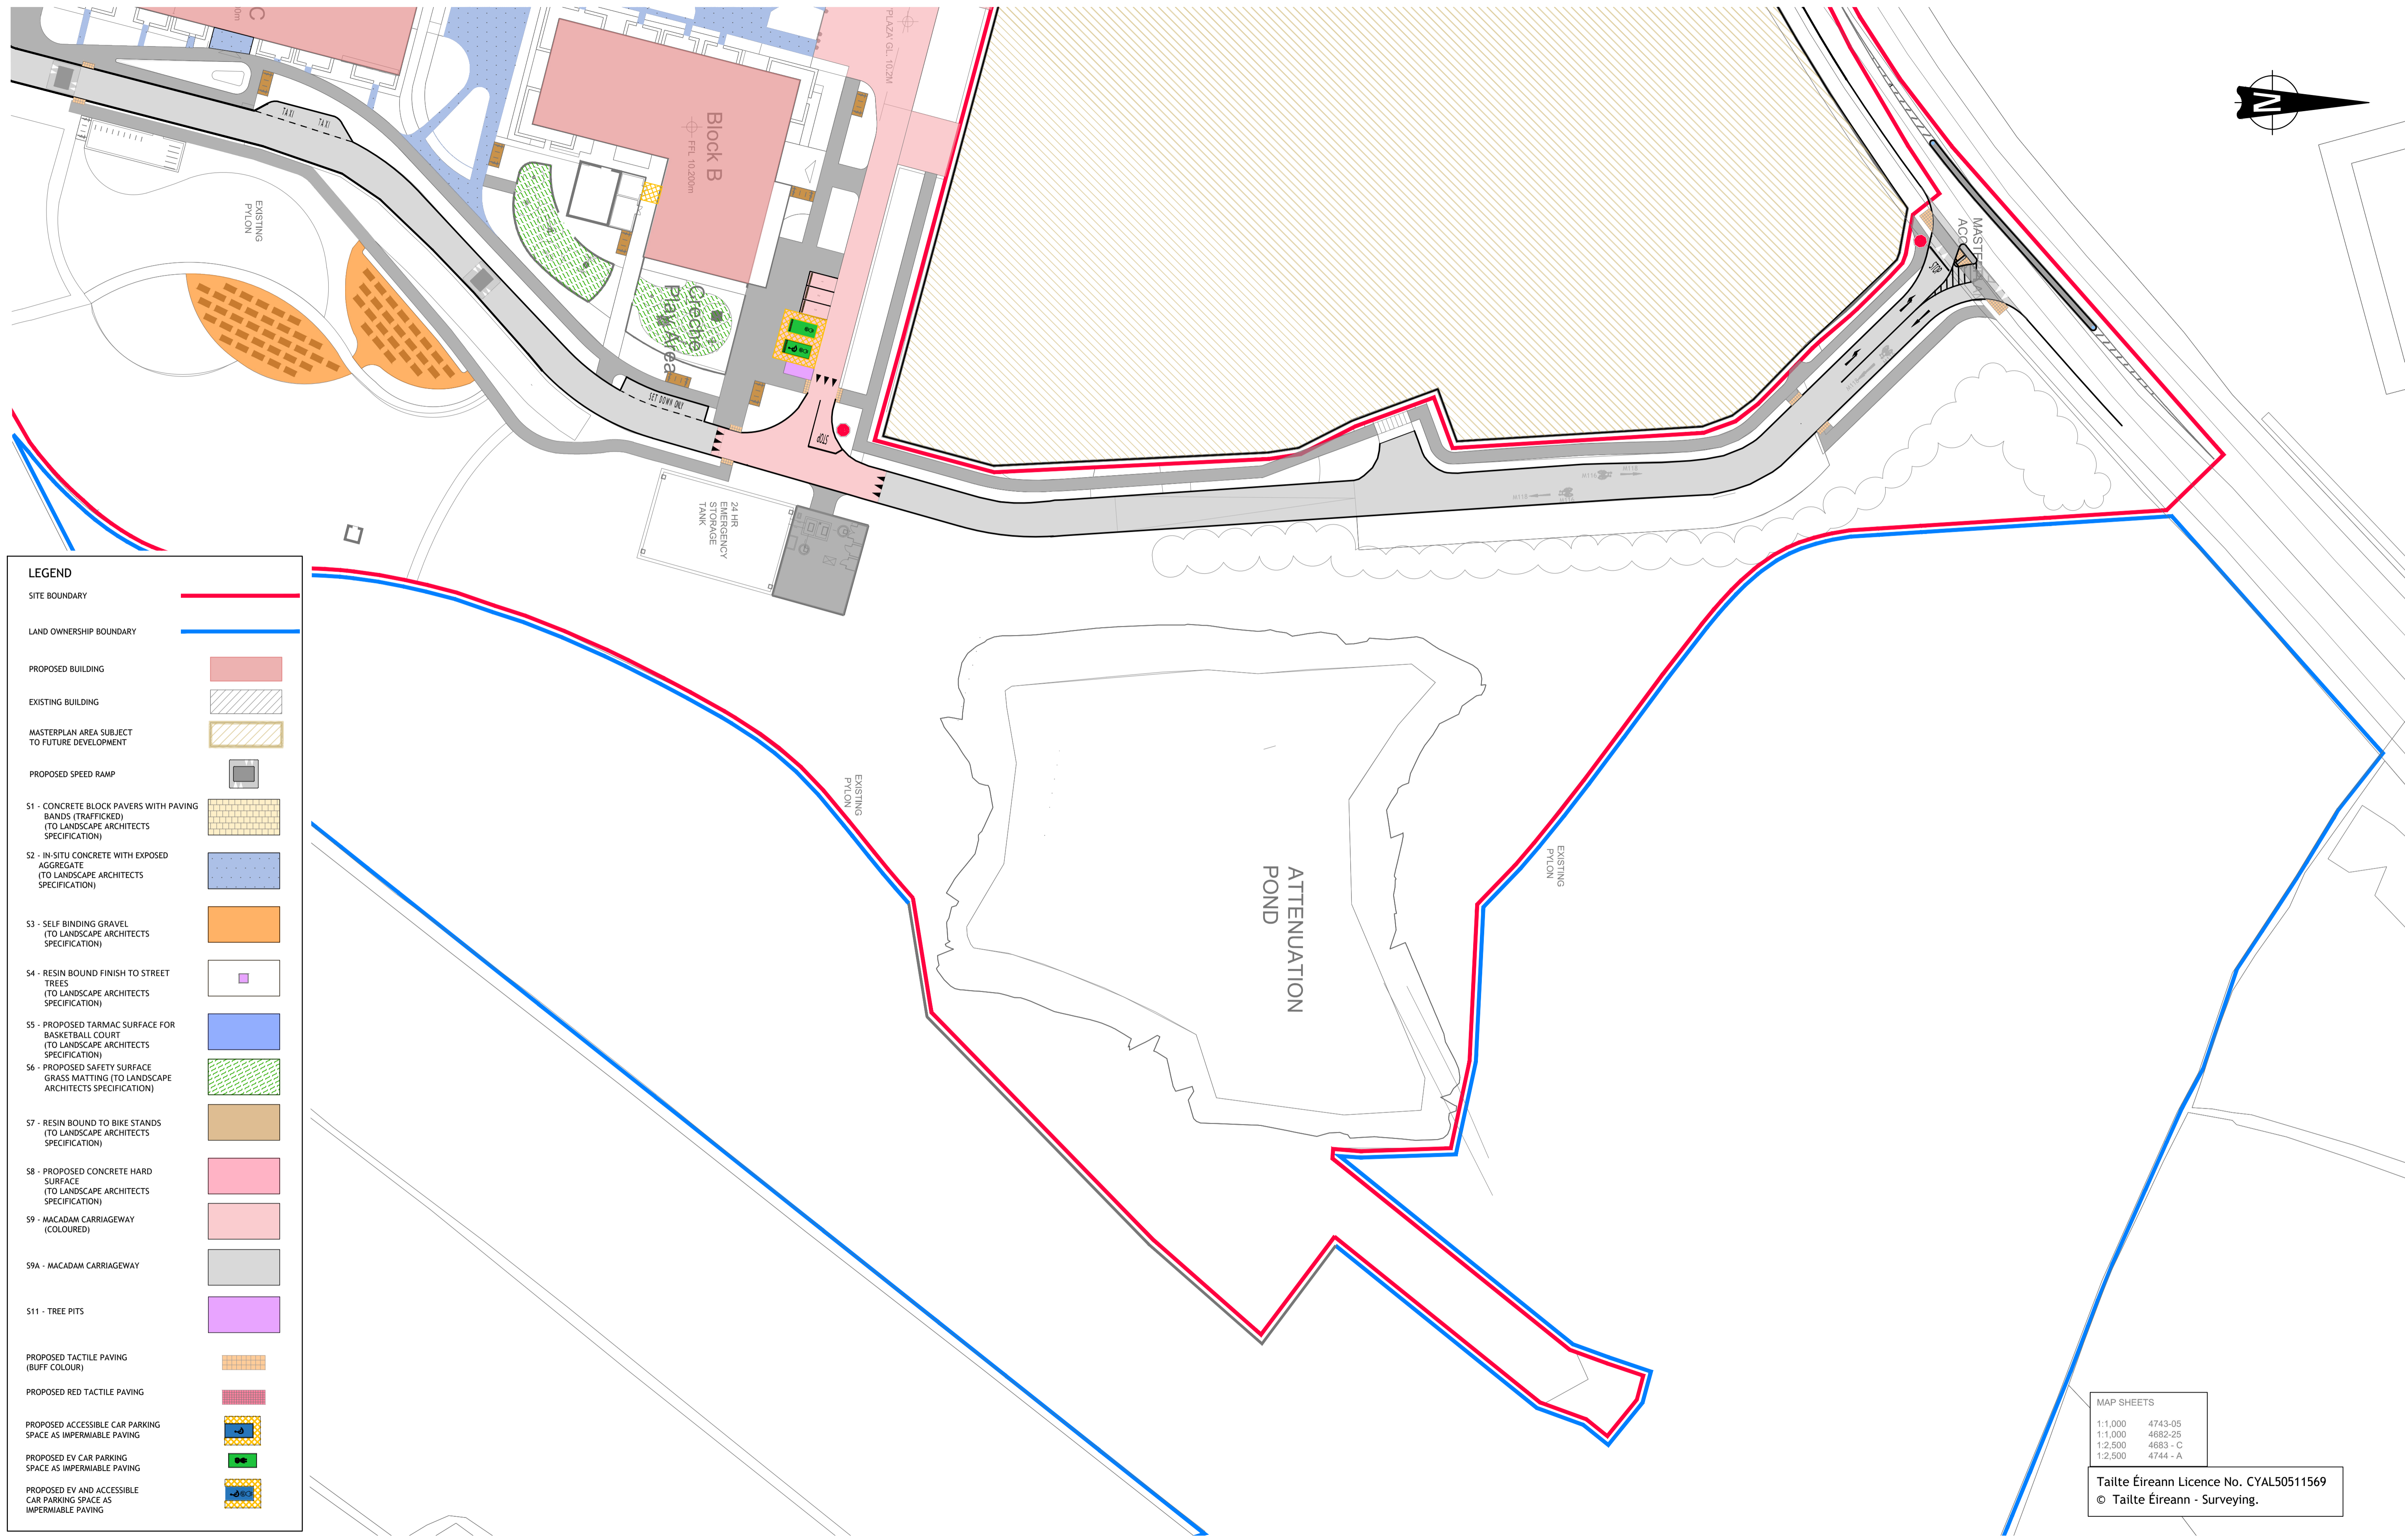 C
Block B
FFL 10.200m
'PLAZA' GL. 10.2M
TAXI
TAXI
EXISTING
PYLON
Creche
Play Area
SET DOWN ONLY
STOP
STOP
N
24 HR
EMERGENCY
STORAGE
TANK
M116
M116
M116
EXISTING
PYLON
EXISTING
PYLON
ATTENUATION
POND
LEGEND
SITE BOUNDARY
LAND OWNERSHIP BOUNDARY
PROPOSED BUILDING
EXISTING BUILDING
MASTERPLAN AREA SUBJECT
TO FUTURE DEVELOPMENT
PROPOSED SPEED RAMP
S1 - CONCRETE BLOCK PAVERS WITH PAVING
BANDS (TRAFFICKED)
(TO LANDSCAPE ARCHITECTS
SPECIFICATION)
S2 - IN-SITU CONCRETE WITH EXPOSED
AGGREGATE
(TO LANDSCAPE ARCHITECTS
SPECIFICATION)
S3 - SELF BINDING GRAVEL
(TO LANDSCAPE ARCHITECTS
SPECIFICATION)
S4 - RESIN BOUND FINISH TO STREET
TREES
(TO LANDSCAPE ARCHITECTS
SPECIFICATION)
S5 - PROPOSED TARMAC SURFACE FOR
BASKETBALL COURT
(TO LANDSCAPE ARCHITECTS
SPECIFICATION)
S6 - PROPOSED SAFETY SURFACE
GRASS MATTING (TO LANDSCAPE
ARCHITECTS SPECIFICATION)
S7 - RESIN BOUND TO BIKE STANDS
(TO LANDSCAPE ARCHITECTS
SPECIFICATION)
S8 - PROPOSED CONCRETE HARD
SURFACE
(TO LANDSCAPE ARCHITECTS
SPECIFICATION)
S9 - MACADAM CARRIAGEWAY
(COLOURED)
S9A - MACADAM CARRIAGEWAY
S11 - TREE PITS
PROPOSED TACTILE PAVING
(BUFF COLOUR)
PROPOSED RED TACTILE PAVING
PROPOSED ACCESSIBLE CAR PARKING
SPACE AS IMPERMIABLE PAVING
PROPOSED EV CAR PARKING
SPACE AS IMPERMIABLE PAVING
PROPOSED EV AND ACCESSIBLE
CAR PARKING SPACE AS
IMPERMIABLE PAVING
MAP SHEETS
1:1,000 4743-05
1:1,000 4682-25
1:2,500 4683 - C
1:2,500 4744 - A
Tailte Éireann Licence No. CYAL50511569
© Tailte Éireann - Surveying.